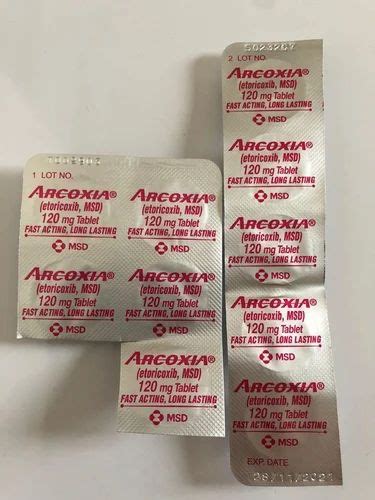 1 LOT NO.
ARCOXIA®
(etoricoxib, MSD)
120 mg Tablet
FAST ACTING, LONG LASTING
MSD
ARCOXIA®
(etoricoxib, MSD)
120 mg Tablet
FAST ACTING, LONG LASTING
MSD
ARCOXIA®
(etoricoxib, MSD)
120 mg Tablet
FAST ACTING, LONG LASTING
MSD
ARCOXIA®
(etoricoxib, MSD)
120 mg Tablet
FAST ACTING, LONG LASTING
MSD
ARCOXIA®
(etoricoxib, MSD)
120 mg Tablet
FAST ACTING, LONG LASTING
MSD
2 LOT NO.
ARCOXIA®
(etoricoxib, MSD)
120 mg Tablet
FAST ACTING, LONG LASTING
MSD
ARCOXIA®
(etoricoxib, MSD)
120 mg Tablet
FAST ACTING, LONG LASTING
MSD
ARCOXIA®
(etoricoxib, MSD)
120 mg Tablet
FAST ACTING, LONG LASTING
MSD
ARCOXIA®
(etoricoxib, MSD)
120 mg Tablet
FAST ACTING, LONG LASTING
MSD
ARCOXIA®
(etoricoxib, MSD)
120 mg Tablet
FAST ACTING, LONG LASTING
MSD
EXP. DATE
28/11/2021